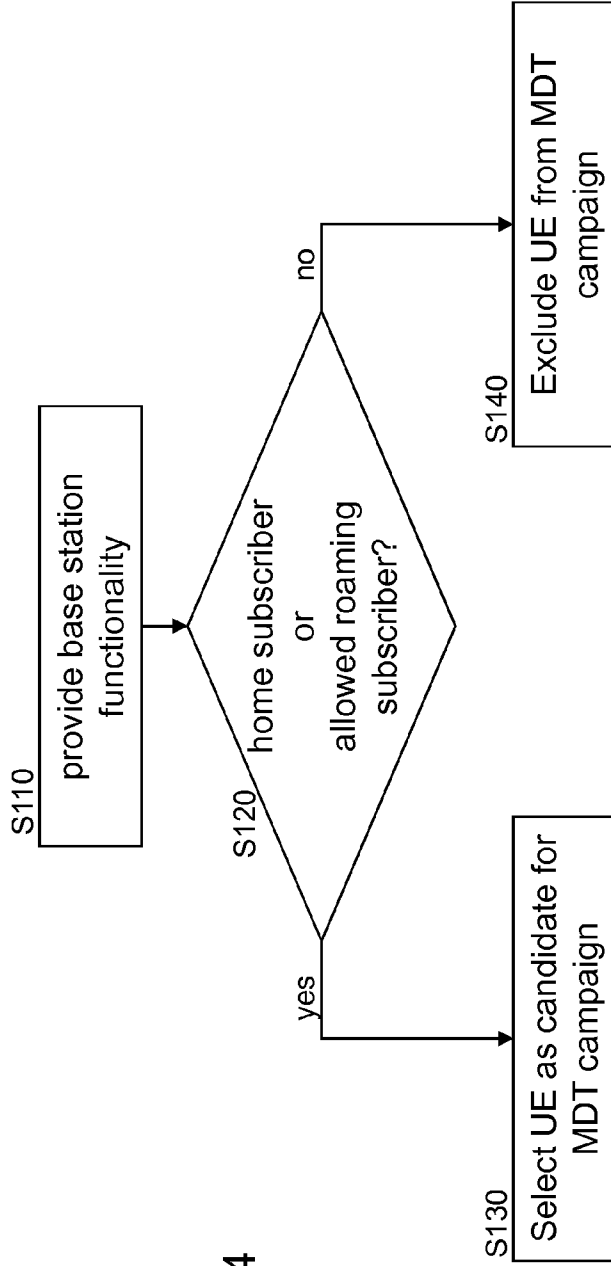 S110
provide base station
functionality
S120
home subscriber
or
allowed roaming
subscriber?
yes
no
S130
Select UE as candidate for
MDT campaign
S140
Exclude UE from MDT
campaign
4